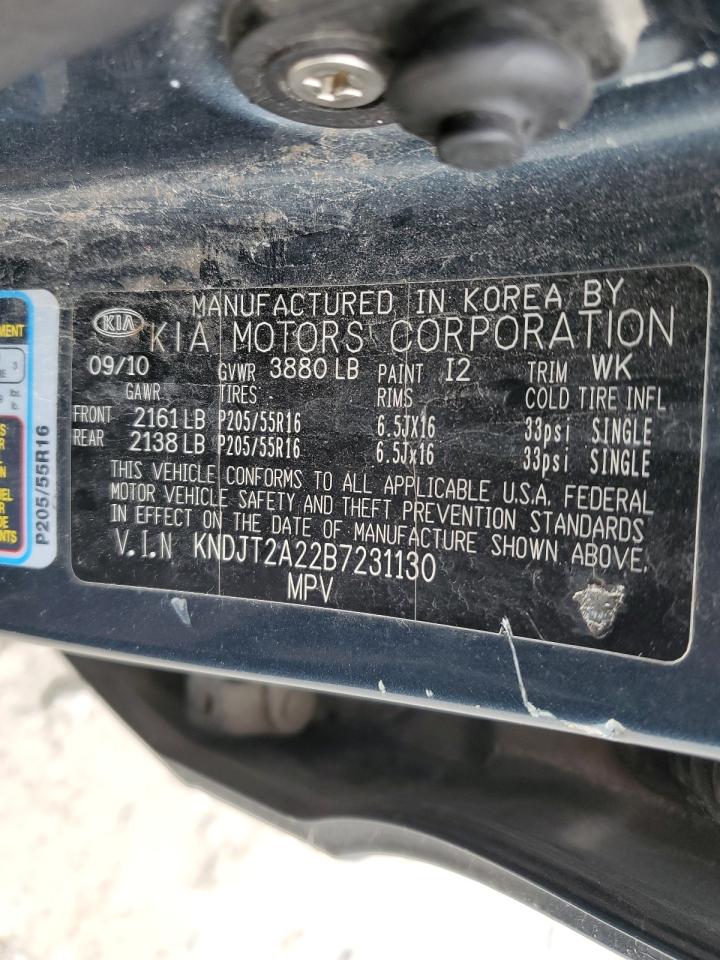 MANUFACTURED IN KOREA BY
KIA KIA MOTORS CORPORATION
09/10 GVWR 3880 LB PAINT I2 TRIM WK
GAWR TIRES RIMS COLD TIRE INFL
FRONT 2161 LB P205/55R16 6.5JX16 33psi SINGLE
REAR 2138 LB P205/55R16 6.5Jx16 33psi SINGLE
THIS VEHICLE CONFORMS TO ALL APPLICABLE U.S.A. FEDERAL
MOTOR VEHICLE SAFETY AND THEFT PREVENTION STANDARDS
IN EFFECT ON THE DATE OF MANUFACTURE SHOWN ABOVE.
V.I.N KNDJT2A22B7231130
MPV
P205/55R16
3